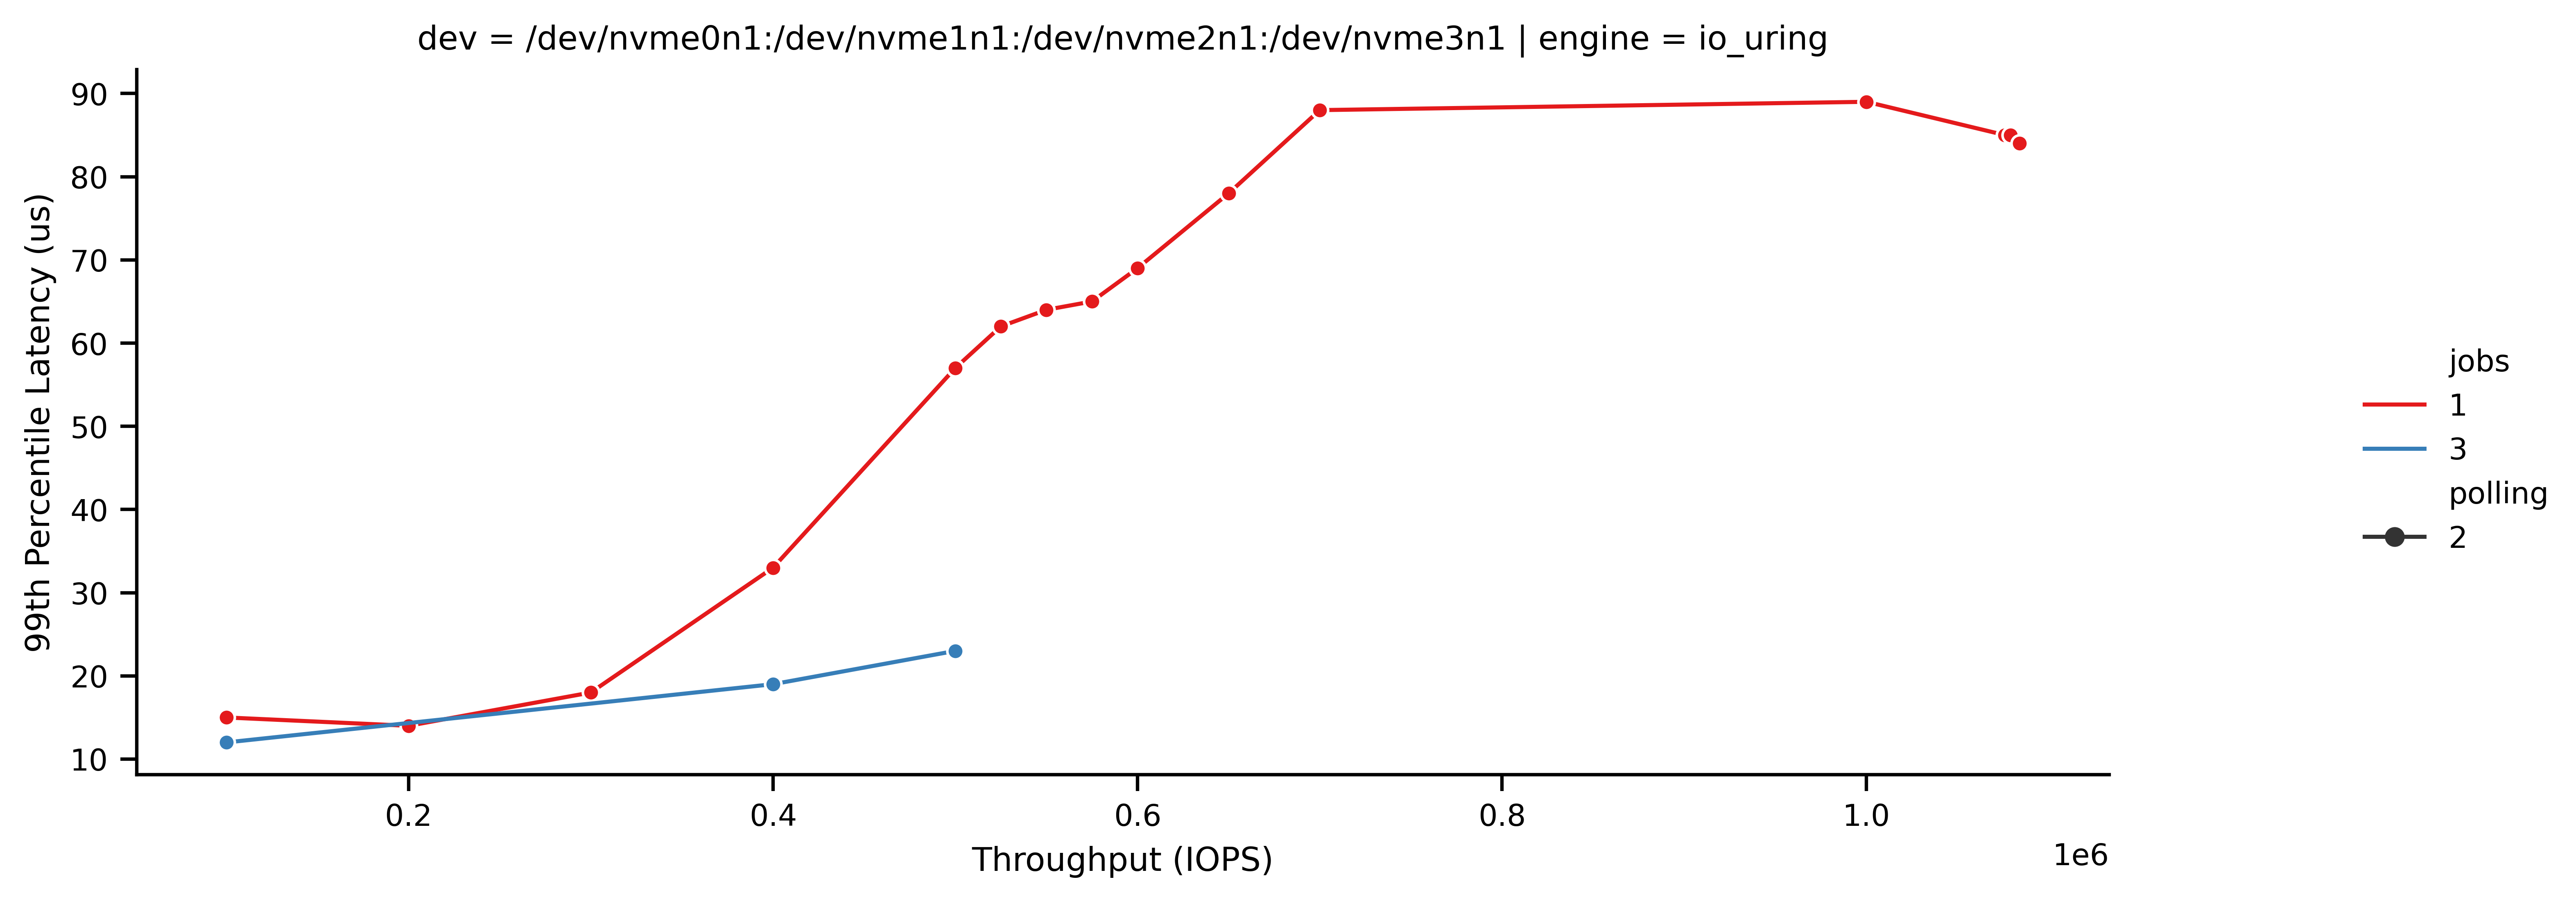 dev = /dev/nvme0n1:/dev/nvme1n1:/dev/nvme2n1:/dev/nvme3n1 | engine = io_uring
99th Percentile Latency (us)
90
80
70
60
50
40
30
20
10
0.2
0.4
0.6
0.8
1.0
1e6
Throughput (IOPS)
jobs
1
3
polling
2